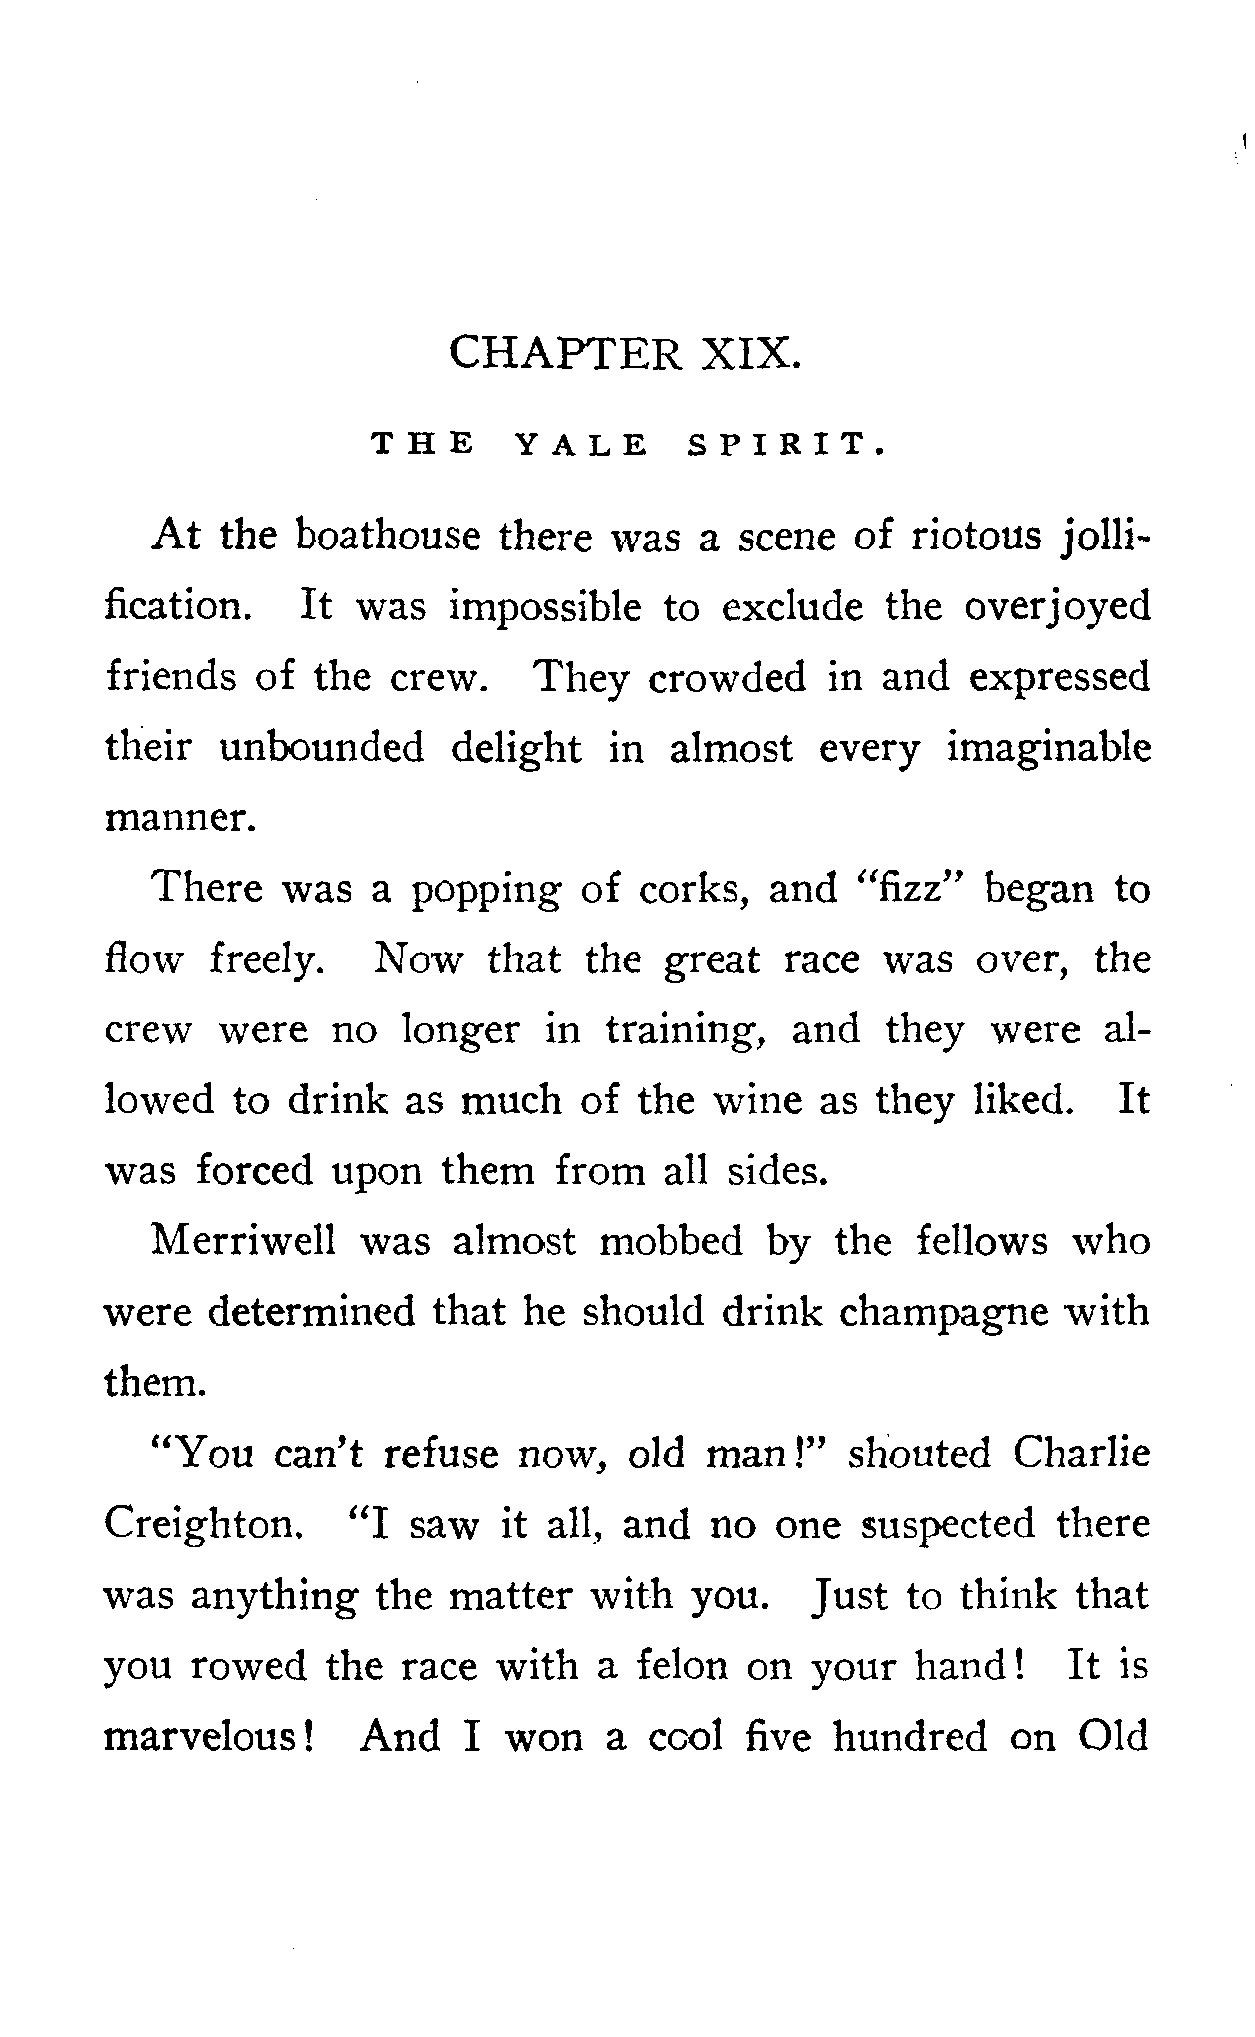 CHAPTER XIX.
THE YALE SPIRIT.
At the boathouse there was a scene of riotous jolli-
fication. It was impossible to exclude the overjoyed
friends of the crew. They crowded in and expressed
their unbounded delight in almost every imaginable
manner.
There was a popping of corks, and "fizz" began to
flow freely. Now that the great race was over, the
crew were no longer in training, and they were al-
lowed to drink as much of the wine as they liked. It
was forced upon them from all sides.
Merriwell was almost mobbed by the fellows who
were determined that he should drink champagne with
them.
"You can't refuse now, old man!" shouted Charlie
Creighton. "I saw it all, and no one suspected there
was anything the matter with you. Just to think that
you rowed the race with a felon on your hand! It is
marvelous! And I won a cool five hundred on Old